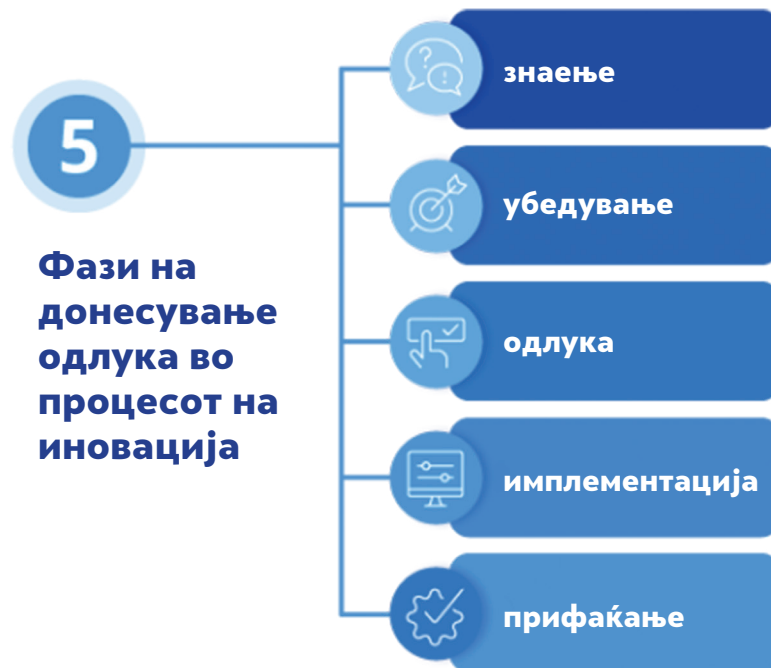 5
Фази на
донесување
одлука во
процесот на
иновација
знаење
убедување
одлука
имплементација
прифаќање